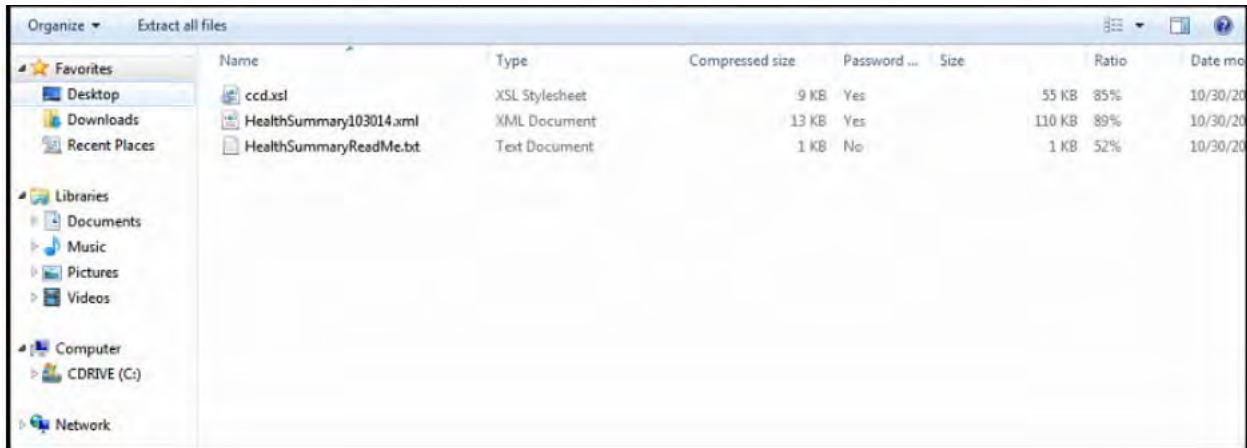 Organize Extract all files
Name Type Compressed size Password ... Size Ratio Date mo
Favorites
Desktop
Downloads
Recent Places
Libraries
Documents
Music
Pictures
Videos
Computer
CDRIVE (C:)
Network
ccd.xsl XSL Stylesheet 9 KB Yes 55 KB 85% 10/30/20
HealthSummary103014.xml XML Document 13 KB Yes 110 KB 89% 10/30/20
HealthSummaryReadMe.txt Text Document 1 KB No 1 KB 52% 10/30/20